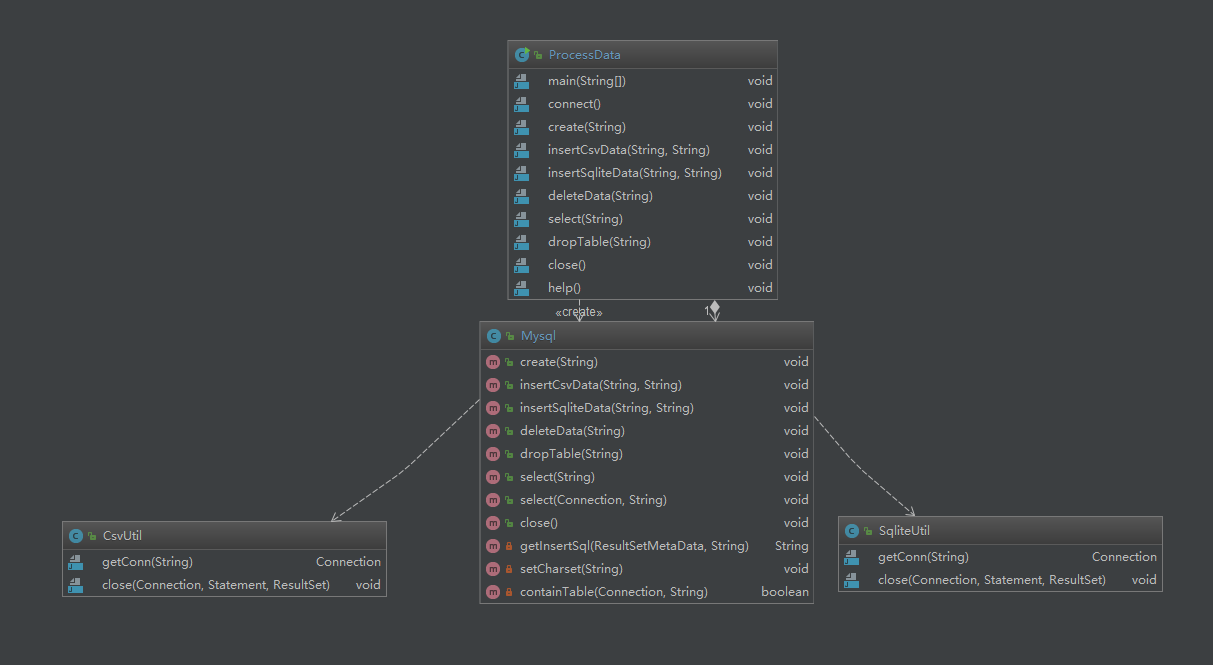 ProcessData
main(String[]) void
connect() void
create(String) void
insertCsvData(String, String) void
insertSqliteData(String, String) void
deleteData(String) void
select(String) void
dropTable(String) void
close() void
help() void
«create» 1
Mysql
create(String) void
insertCsvData(String, String) void
insertSqliteData(String, String) void
deleteData(String) void
dropTable(String) void
select(String) void
select(Connection, String) void
close() void
getInsertSql(ResultSetMetaData, String) String
setCharset(String) void
containTable(Connection, String) boolean
CsvUtil
getConn(String) Connection
close(Connection, Statement, ResultSet) void
SqliteUtil
getConn(String) Connection
close(Connection, Statement, ResultSet) void